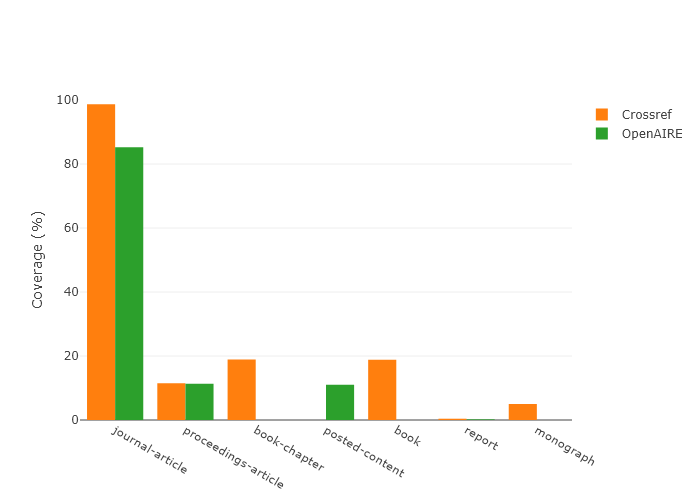 Crossref
OpenAIRE
Coverage (%)
100
80
60
40
20
0
journal-article
proceedings-article
book-chapter
posted-content
book
report
monograph